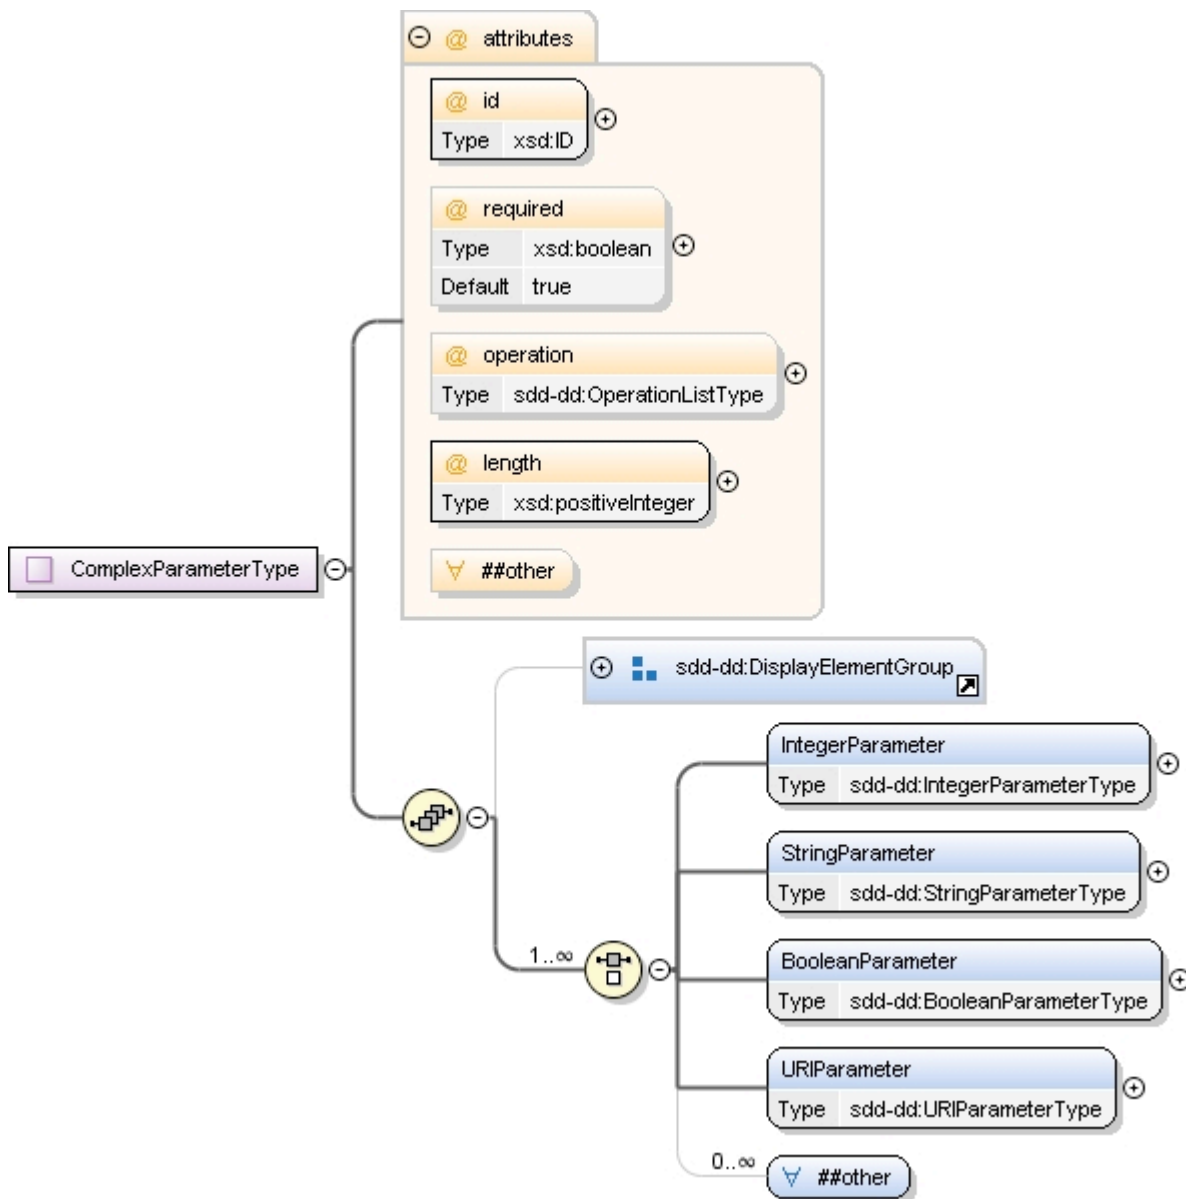 @ attributes
@ id
Type xsd:ID
@ required
Type xsd:boolean
Default true
@ operation
Type sdd-dd:OperationListType
@ length
Type xsd:positiveInteger
∀ ##other
ComplexParameterType
sdd-dd:DisplayElementGroup
IntegerParameter
Type sdd-dd:IntegerParameterType
StringParameter
Type sdd-dd:StringParameterType
1..∞
BooleanParameter
Type sdd-dd:BooleanParameterType
URIParameter
Type sdd-dd:URIParameterType
0..∞
∀ ##other